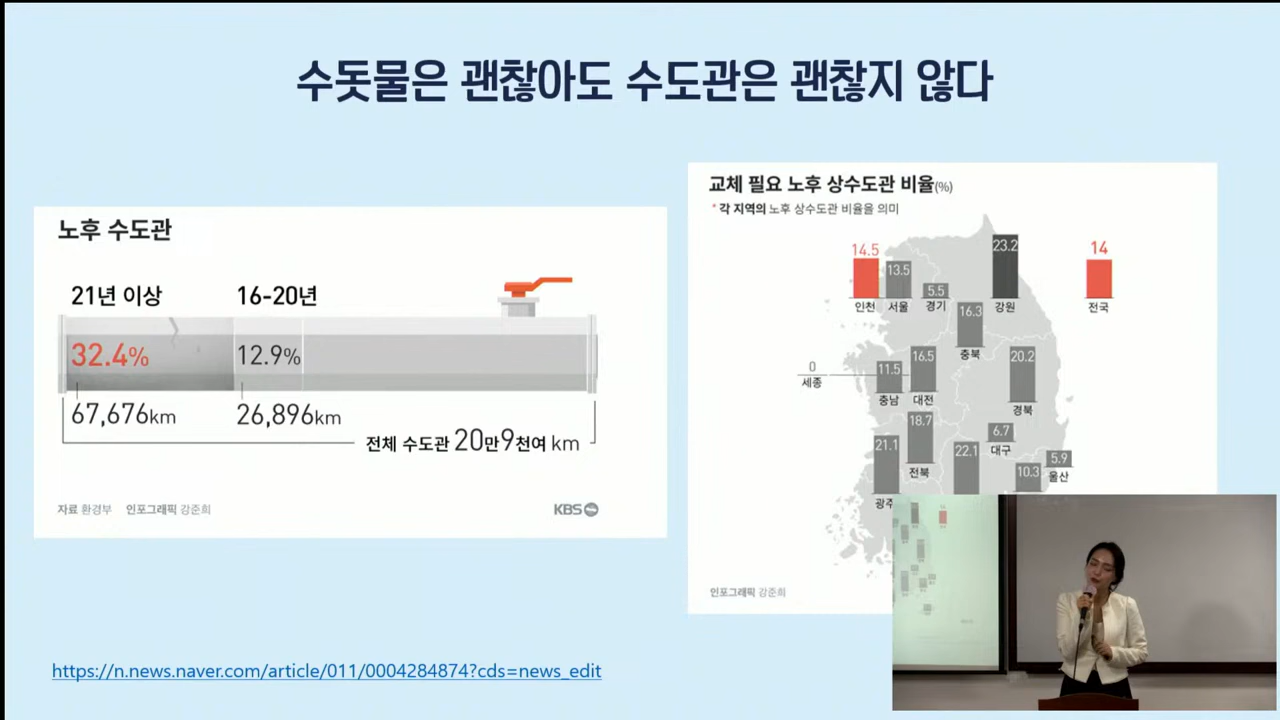 수돗물은 괜찮아도 수도관은 괜찮지 않다
노후 수도관
21년 이상
16-20년
32.4%
12.9%
67,676km
26,896km
전체 수도관 20만9천여 km
자료 환경부 인포그래픽 강준희
KBS
교체 필요 노후 상수도관 비율(%)
* 각 지역의 노후 상수도관 비율을 의미
14.5
인천
13.5
서울
5.5
경기
23.2
강원
14
전국
16.3
충북
0
세종
11.5
충남
16.5
대전
20.2
경북
18.7
전북
6.7
대구
21.1
광주
22.1
10.3
5.9
울산
인포그래픽 강준희
https://n.news.naver.com/article/011/0004284874?cds=news_edit